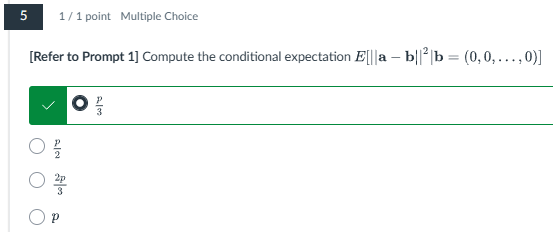 5 1 / 1 point Multiple Choice
[Refer to Prompt 1] Compute the conditional expectation E[||a − b||²|b = (0, 0, . . . , 0)]
p/3
p/2
2p/3
p